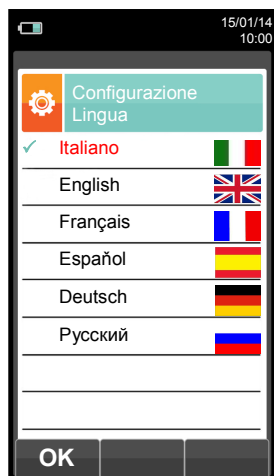 15/01/14
10:00
Configurazione
Lingua
Italiano
English
Français
Espaňol
Deutsch
Русский
OK